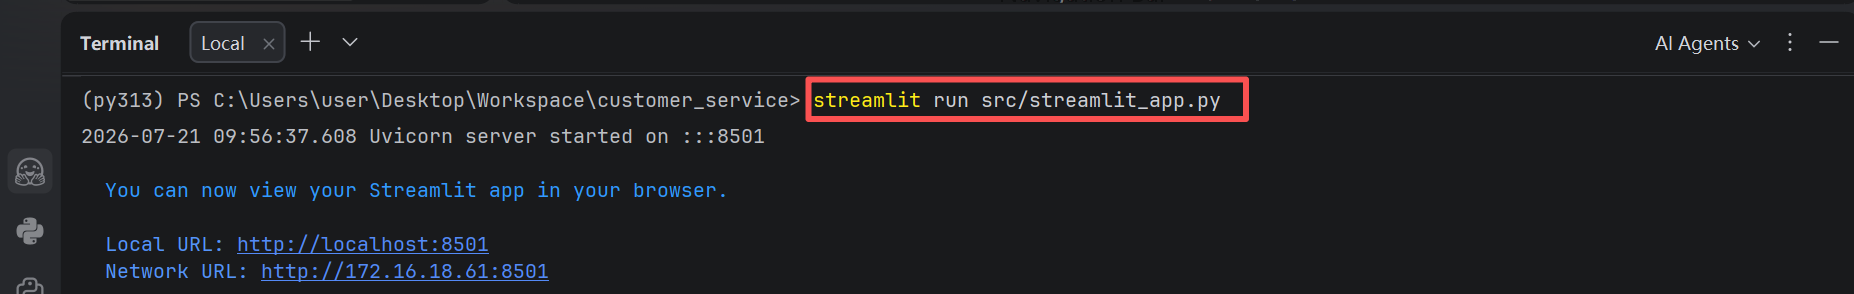 Terminal Local AI Agents
(py313) PS C:\Users\user\Desktop\Workspace\customer_service> streamlit run src/streamlit_app.py
2026-07-21 09:56:37.608 Uvicorn server started on :::8501
You can now view your Streamlit app in your browser.
Local URL: http://localhost:8501
Network URL: http://172.16.18.61:8501